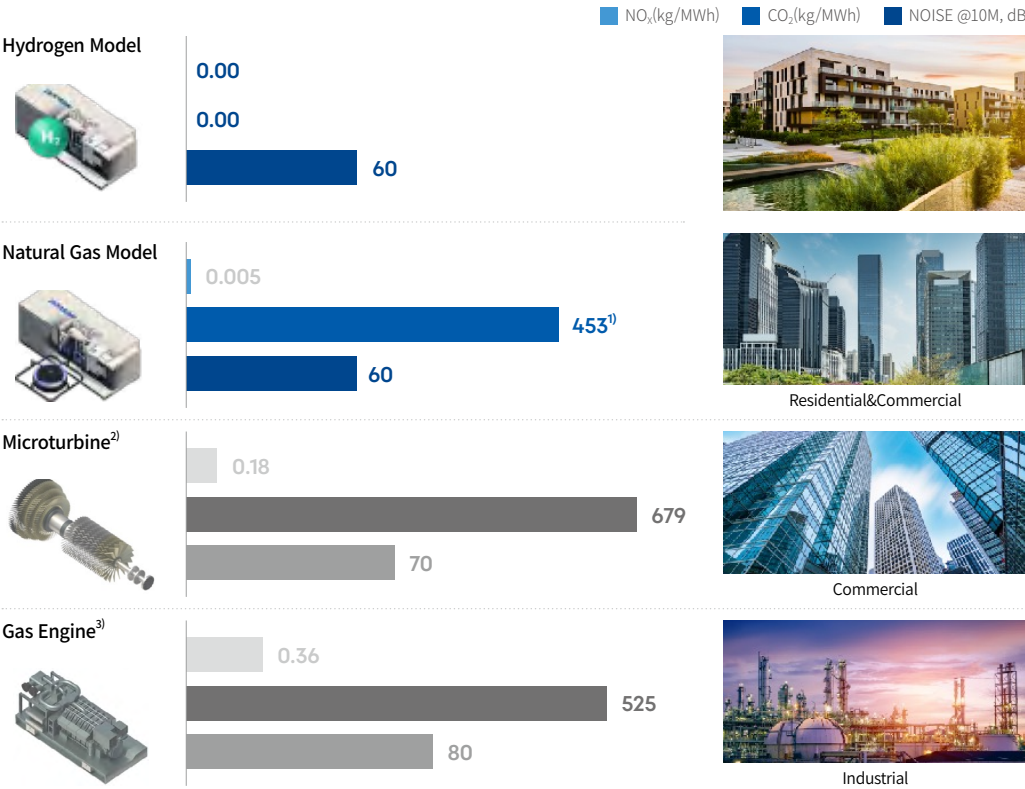 NOₓ(kg/MWh) CO₂(kg/MWh) NOISE @10M, dB
Hydrogen Model
H₂
0.00
0.00
60
Natural Gas Model
0.005
453¹⁾
60
Residential&Commercial
Microturbine²⁾
0.18
679
70
Commercial
Gas Engine³⁾
0.36
525
80
Industrial